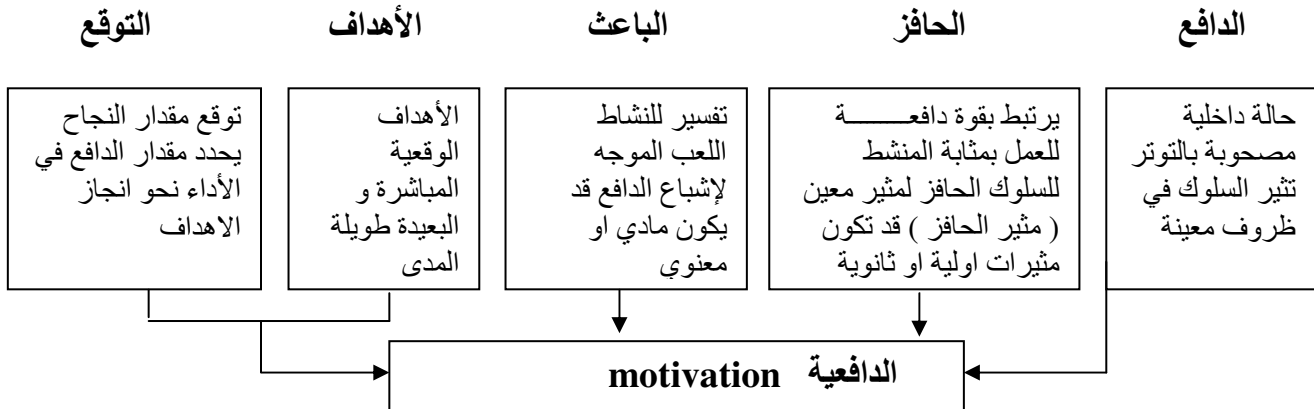 الدافع
الحافز
الباعث
الأهداف
التوقع
حالة داخلية
مصحوبة بالتوتر
تثير السلوك في
ظروف معينة
يرتبط بقوة دافعـــــــــة
للعمل بمثابة المنشط
للسلوك الحافز لمثير معين
( مثير الحافز ) قد تكون
مثيرات اولية او ثانوية
تفسير للنشاط
اللعب الموجه
لإشباع الدافع قد
يكون مادي او
معنوي
الأهداف
الوقعية
المباشرة و
البعيدة طويلة
المدى
توقع مقدار النجاح
يحدد مقدار الدافع في
الأداء نحو انجاز
الاهداف
الدافعية motivation